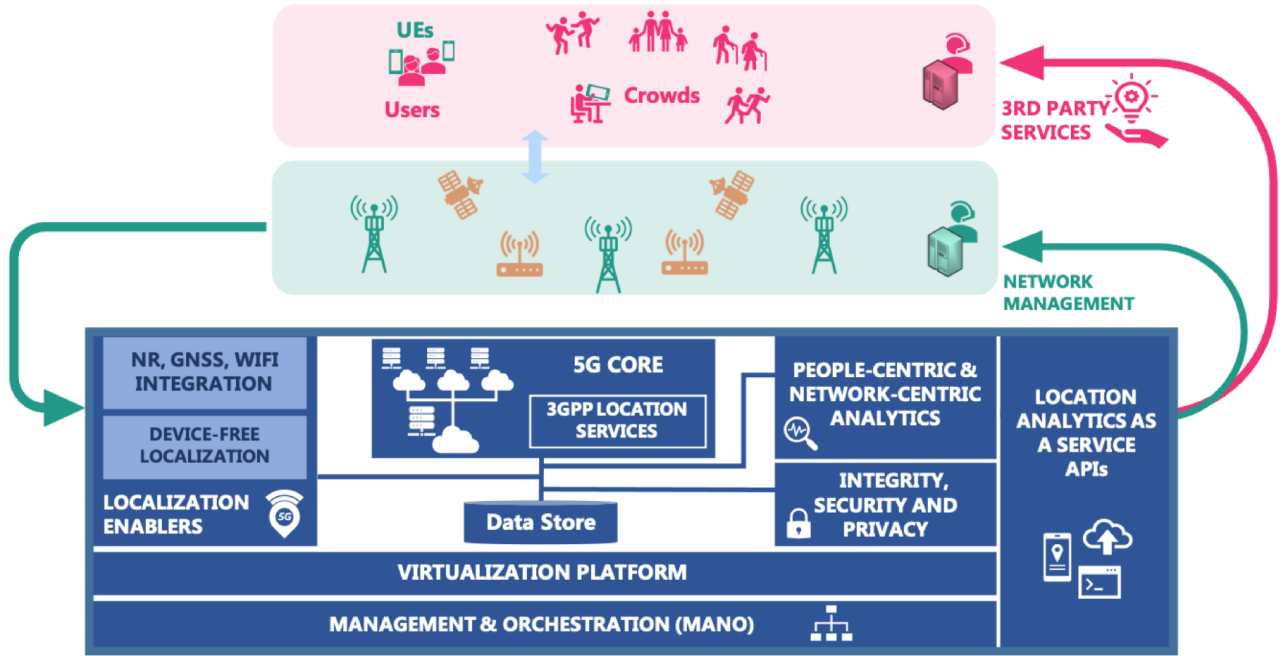 UEs
Users
Crowds
3RD PARTY
SERVICES
NETWORK
MANAGEMENT
NR, GNSS, WIFI
INTEGRATION
DEVICE-FREE
LOCALIZATION
LOCALIZATION
ENABLERS
5G
5G CORE
3GPP LOCATION
SERVICES
Data Store
PEOPLE-CENTRIC &
NETWORK-CENTRIC
ANALYTICS
INTEGRITY,
SECURITY AND
PRIVACY
LOCATION
ANALYTICS AS
A SERVICE
APIs
VIRTUALIZATION PLATFORM
MANAGEMENT & ORCHESTRATION (MANO)